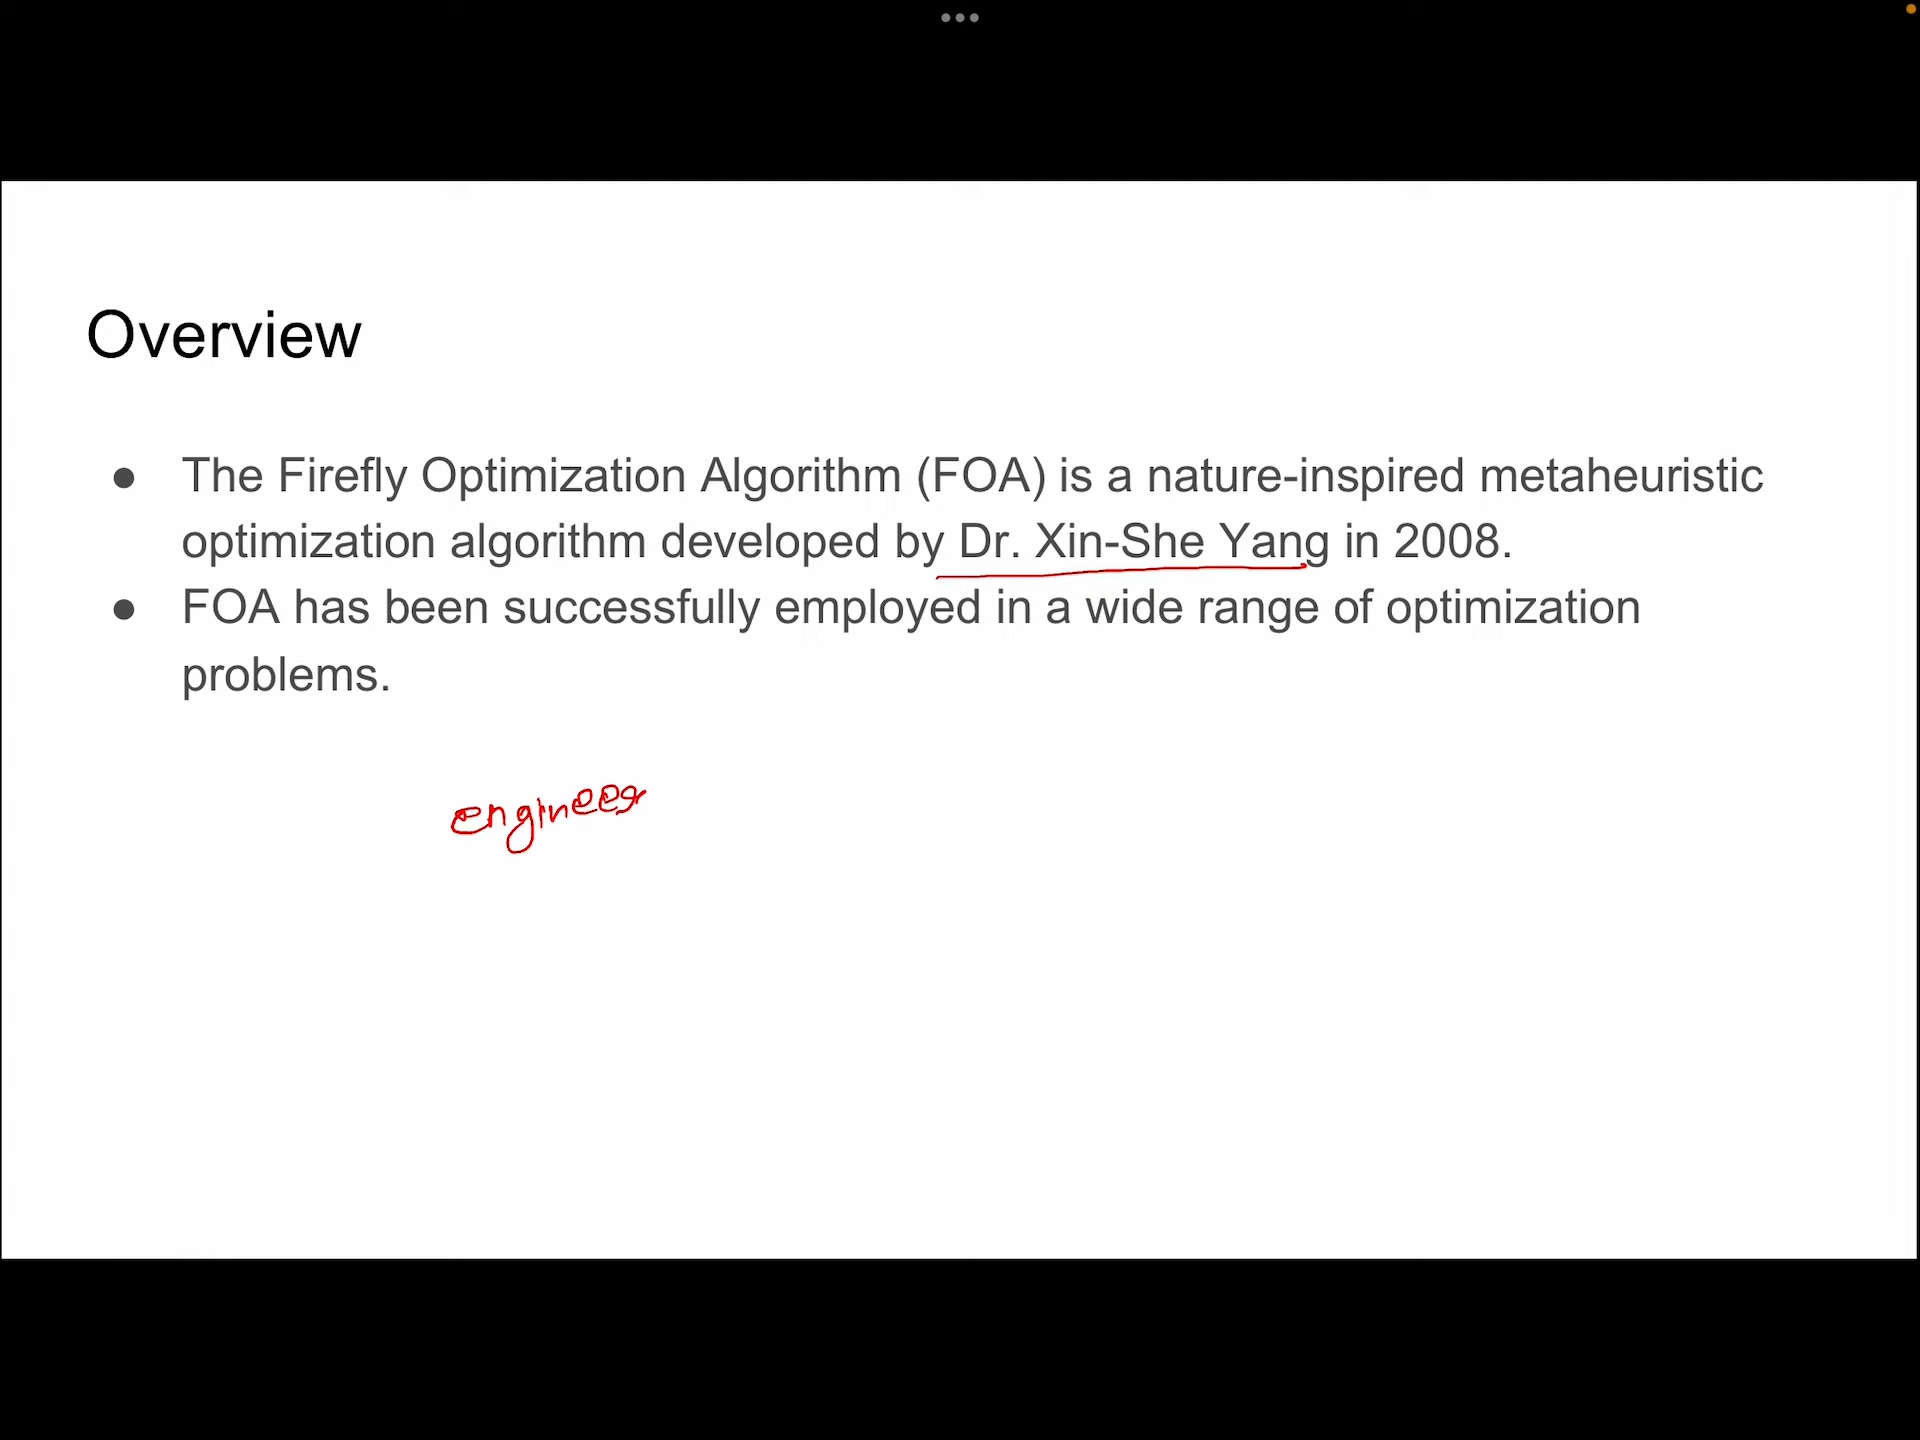 Overview
● The Firefly Optimization Algorithm (FOA) is a nature-inspired metaheuristic
optimization algorithm developed by Dr. Xin-She Yang in 2008.
● FOA has been successfully employed in a wide range of optimization
problems.
engineer